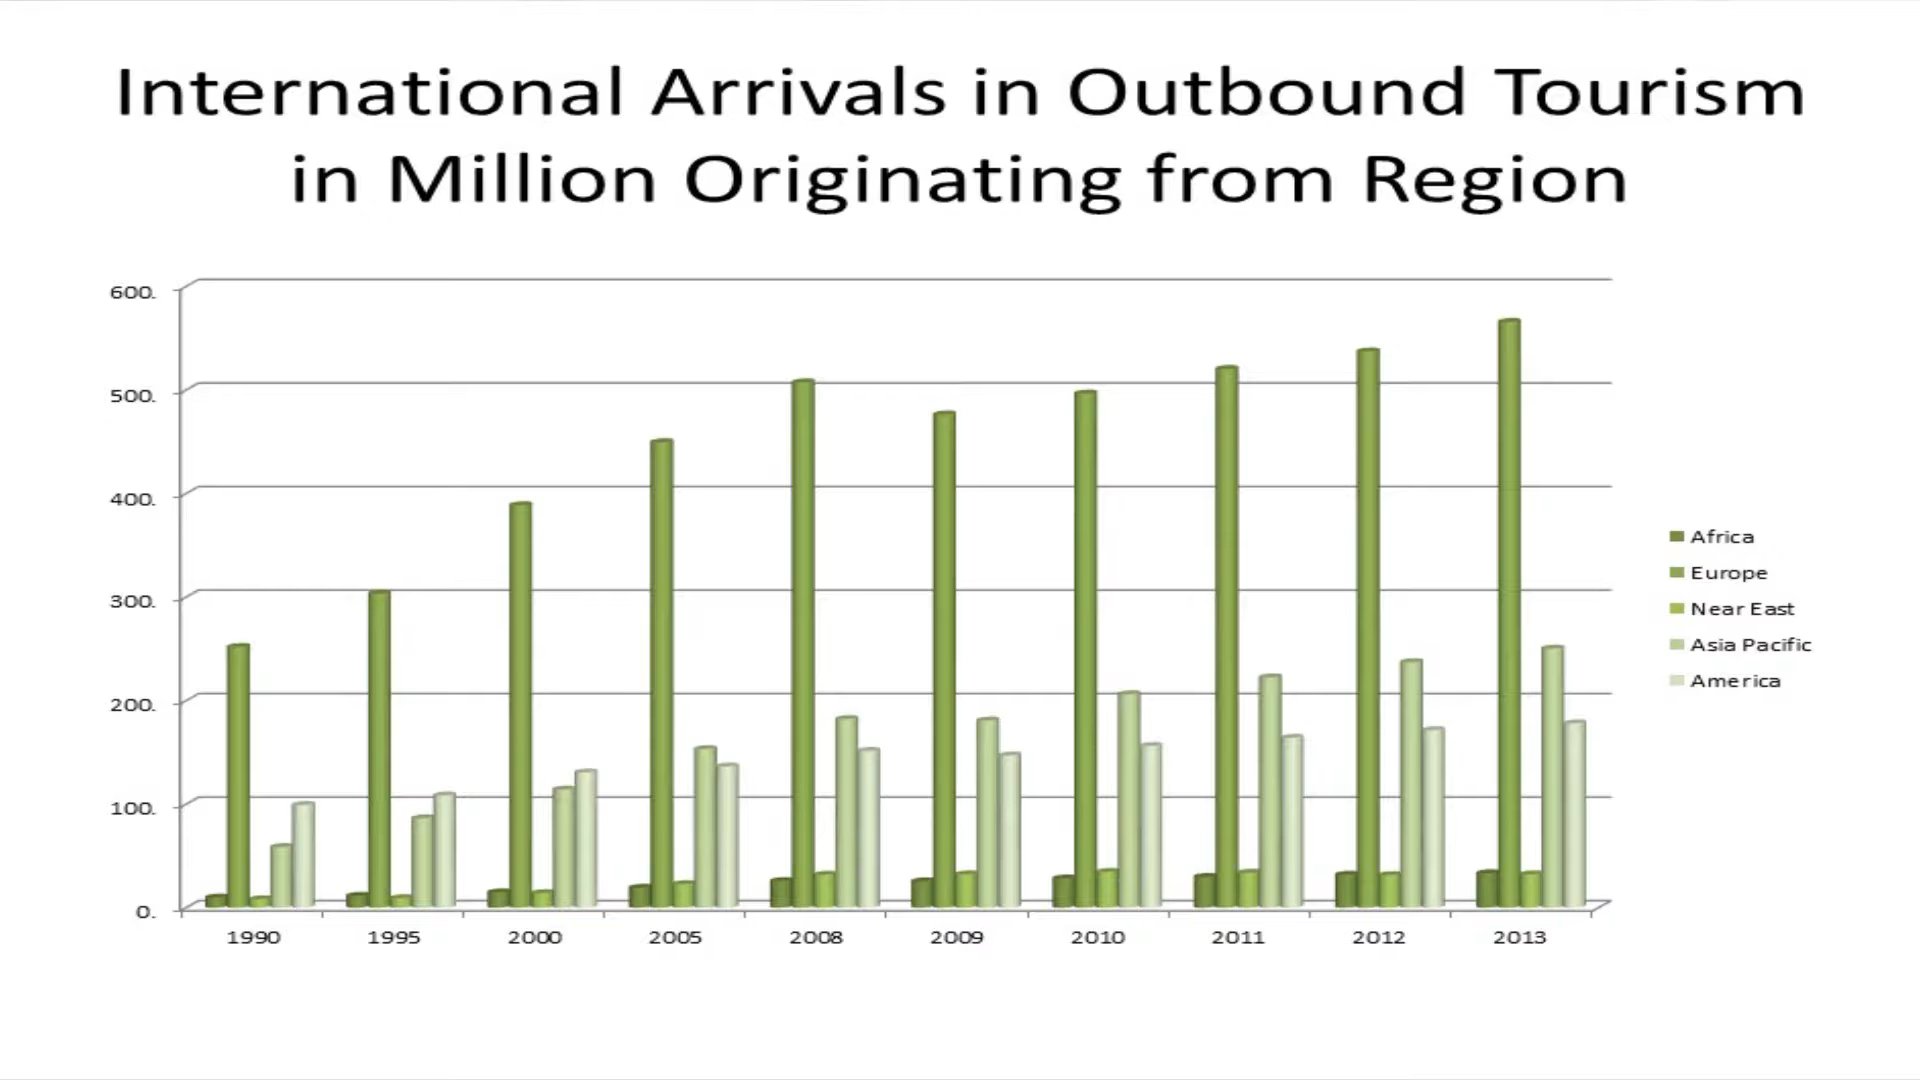 International Arrivals in Outbound Tourism
in Million Originating from Region
600.
500.
400.
300.
200.
100.
0.
1990 1995 2000 2005 2008 2009 2010 2011 2012 2013
Africa
Europe
Near East
Asia Pacific
America